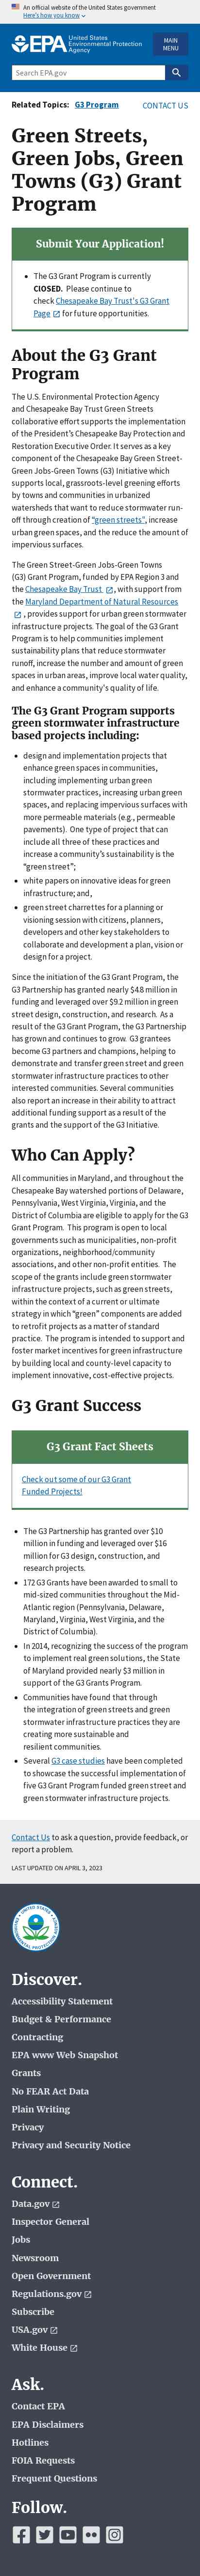 An official website of the United States government
Here's how you know
EPA United States
Environmental Protection
Agency
MAIN
MENU
Search EPA.gov
Related Topics: G3 Program
CONTACT US
Green Streets,
Green Jobs, Green
Towns (G3) Grant
Program
Submit Your Application!
The G3 Grant Program is currently
CLOSED. Please continue to
check Chesapeake Bay Trust's G3 Grant
Page for future opportunities.
About the G3 Grant
Program
The U.S. Environmental Protection Agency
and Chesapeake Bay Trust Green Streets
collaborative effort supports the implementation
of the President's Chesapeake Bay Protection and
Restoration Executive Order. It serves as a key
component of the Chesapeake Bay Green Street-
Green Jobs-Green Towns (G3) Initiative which
supports local, grassroots-level greening efforts
by towns and communities in urbanized
watersheds that reduce stormwater run-
off through creation of "green streets", increase
urban tree canopy, and the reduce the amount of
impervious surfaces.
The Green Street-Green Jobs-Green Towns
(G3) Grant Program, sponsored by EPA Region 3 and
the Chesapeake Bay Trust , with support from
the Maryland Department of Natural Resources
, provides support for design of green stormwater
infrastructure projects. The goal of the G3 Grant
Program is to help communities reduce stormwater
runoff, increase the number and amount of green
spaces in urban areas, improve health of local
streams and the Chesapeake Bay, and enhance
quality of life and community livability.
The G3 Grant Program supports
green stormwater infrastructure
based projects including:
design and implementation projects that
enhance green spaces in communities,
including implementing urban green
stormwater practices, increasing urban green
spaces, and replacing impervious surfaces with
more permeable materials (e.g., permeable
pavements). One type of project that can
include all three of these practices and
increase a community's sustainability is the
"green street";
white papers on innovative ideas for green
infrastructure; and,
green street charettes for a planning or
visioning session with citizens, planners,
developers and other key stakeholders to
collaborate and develop a plan, vision or
design for a project.
Since the initiation of the G3 Grant Program, the
G3 Partnership has granted nearly $4.8 million in
funding and leveraged over $9.2 million in green
street design, construction, and research. As a
result of the G3 Grant Program, the G3 Partnership
has grown and continues to grow. G3 grantees
become G3 partners and champions, helping to
demonstrate and transfer green street and green
stormwater infrastructure practices to other
interested communities. Several communities
also report an increase in their ability to attract
additional funding and grants as a result of the
support given by the G3 Initiative.
Who Can Apply?
All communities in Maryland, and throughout the
Chesapeake Bay watershed portions of Delaware,
Pennsylvania, West Virginia, Virginia, and the
District of Columbia are eligible to apply for the G3
Grant Program. This program is open to local
governments such as municipalities, non-profit
organizations, neighborhood/community
associations, and other non-profit entities. The
scope will include green stormwater
infrastructure projects, such as green streets,
within the context of a current or ultimate
strategy in which "green" components are added
to other planned improvements, if suitable to the
practice. The program is intended to support and
foster market incentives for green infrastructure
by building local and county-level capacity to
implement innovative, cost-effective projects.
G3 Grant Success
G3 Grant Fact Sheets
Check out some of our G3 Grant
Funded Projects!
The G3 Partnership has granted over $10
million in funding and leveraged over $16
million for G3 design, construction, and
research projects.
172 G3 Grants have been awarded to small to
mid-sized communities throughout the Mid-
Atlantic region (Pennsylvania, Delaware,
Maryland, Virginia, West Virginia, and the
District of Columbia).
In 2014, recognizing the success of the program
to implement real green solutions, the State
of Maryland provided nearly $3 million in
support of the G3 Grants Program.
Communities have found that through
the integration of green streets and green
stormwater infrastructure practices they are
creating more sustainable and
resilient communities.
Several G3 case studies have been completed
to showcase the successful implementation of
five G3 Grant Program funded green street and
green stormwater projects.
Contact Us to ask a question, provide feedback, or
report a problem.
LAST UPDATED ON APRIL 3, 2023
Discover.
Accessibility Statement
Budget & Performance
Contracting
EPA www Web Snapshot
Grants
No FEAR Act Data
Plain Writing
Privacy
Privacy and Security Notice
Connect.
Data.gov
Inspector General
Jobs
Newsroom
Open Government
Regulations.gov
Subscribe
USA.gov
White House
Ask.
Contact EPA
EPA Disclaimers
Hotlines
FOIA Requests
Frequent Questions
Follow.